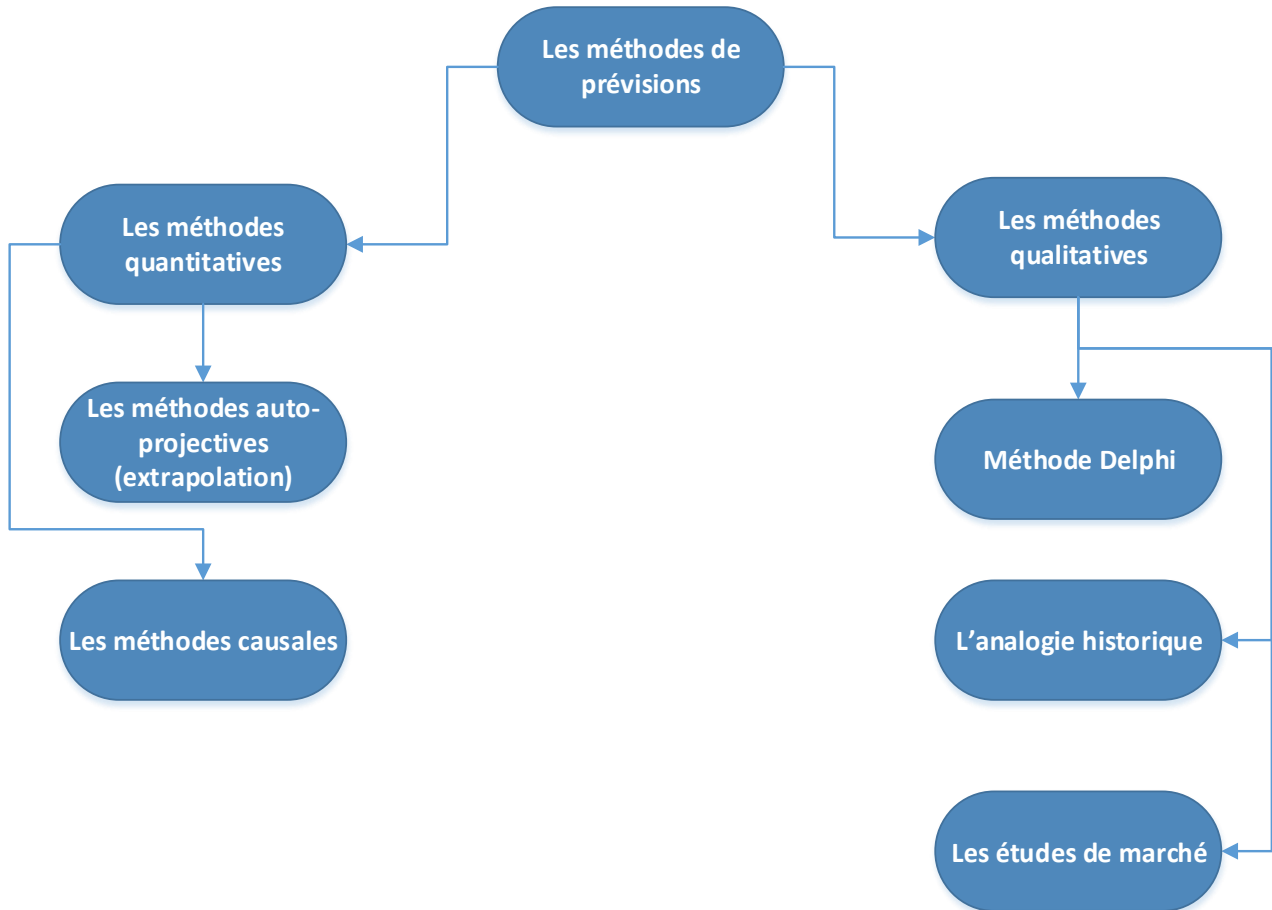 Les méthodes de
prévisions
Les méthodes
quantitatives
Les méthodes
qualitatives
Les méthodes auto-
projectives
(extrapolation)
Méthode Delphi
Les méthodes causales
L’analogie historique
Les études de marché